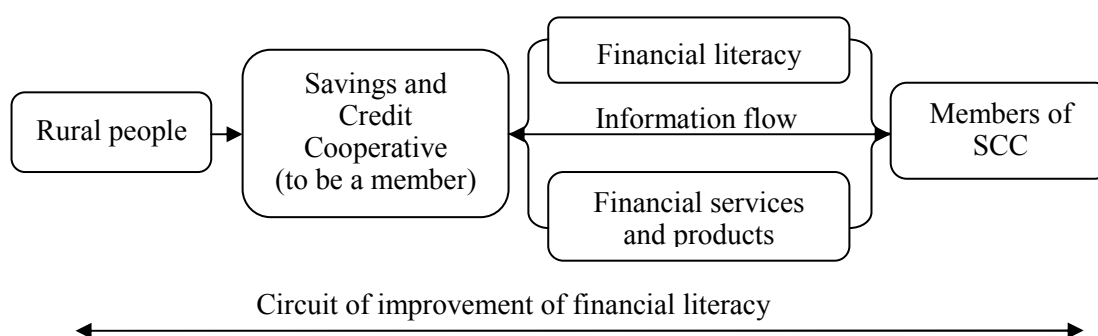 Rural people
Savings and
Credit
Cooperative
(to be a member)
Financial literacy
Information flow
Financial services
and products
Members of
SCC
Circuit of improvement of financial literacy